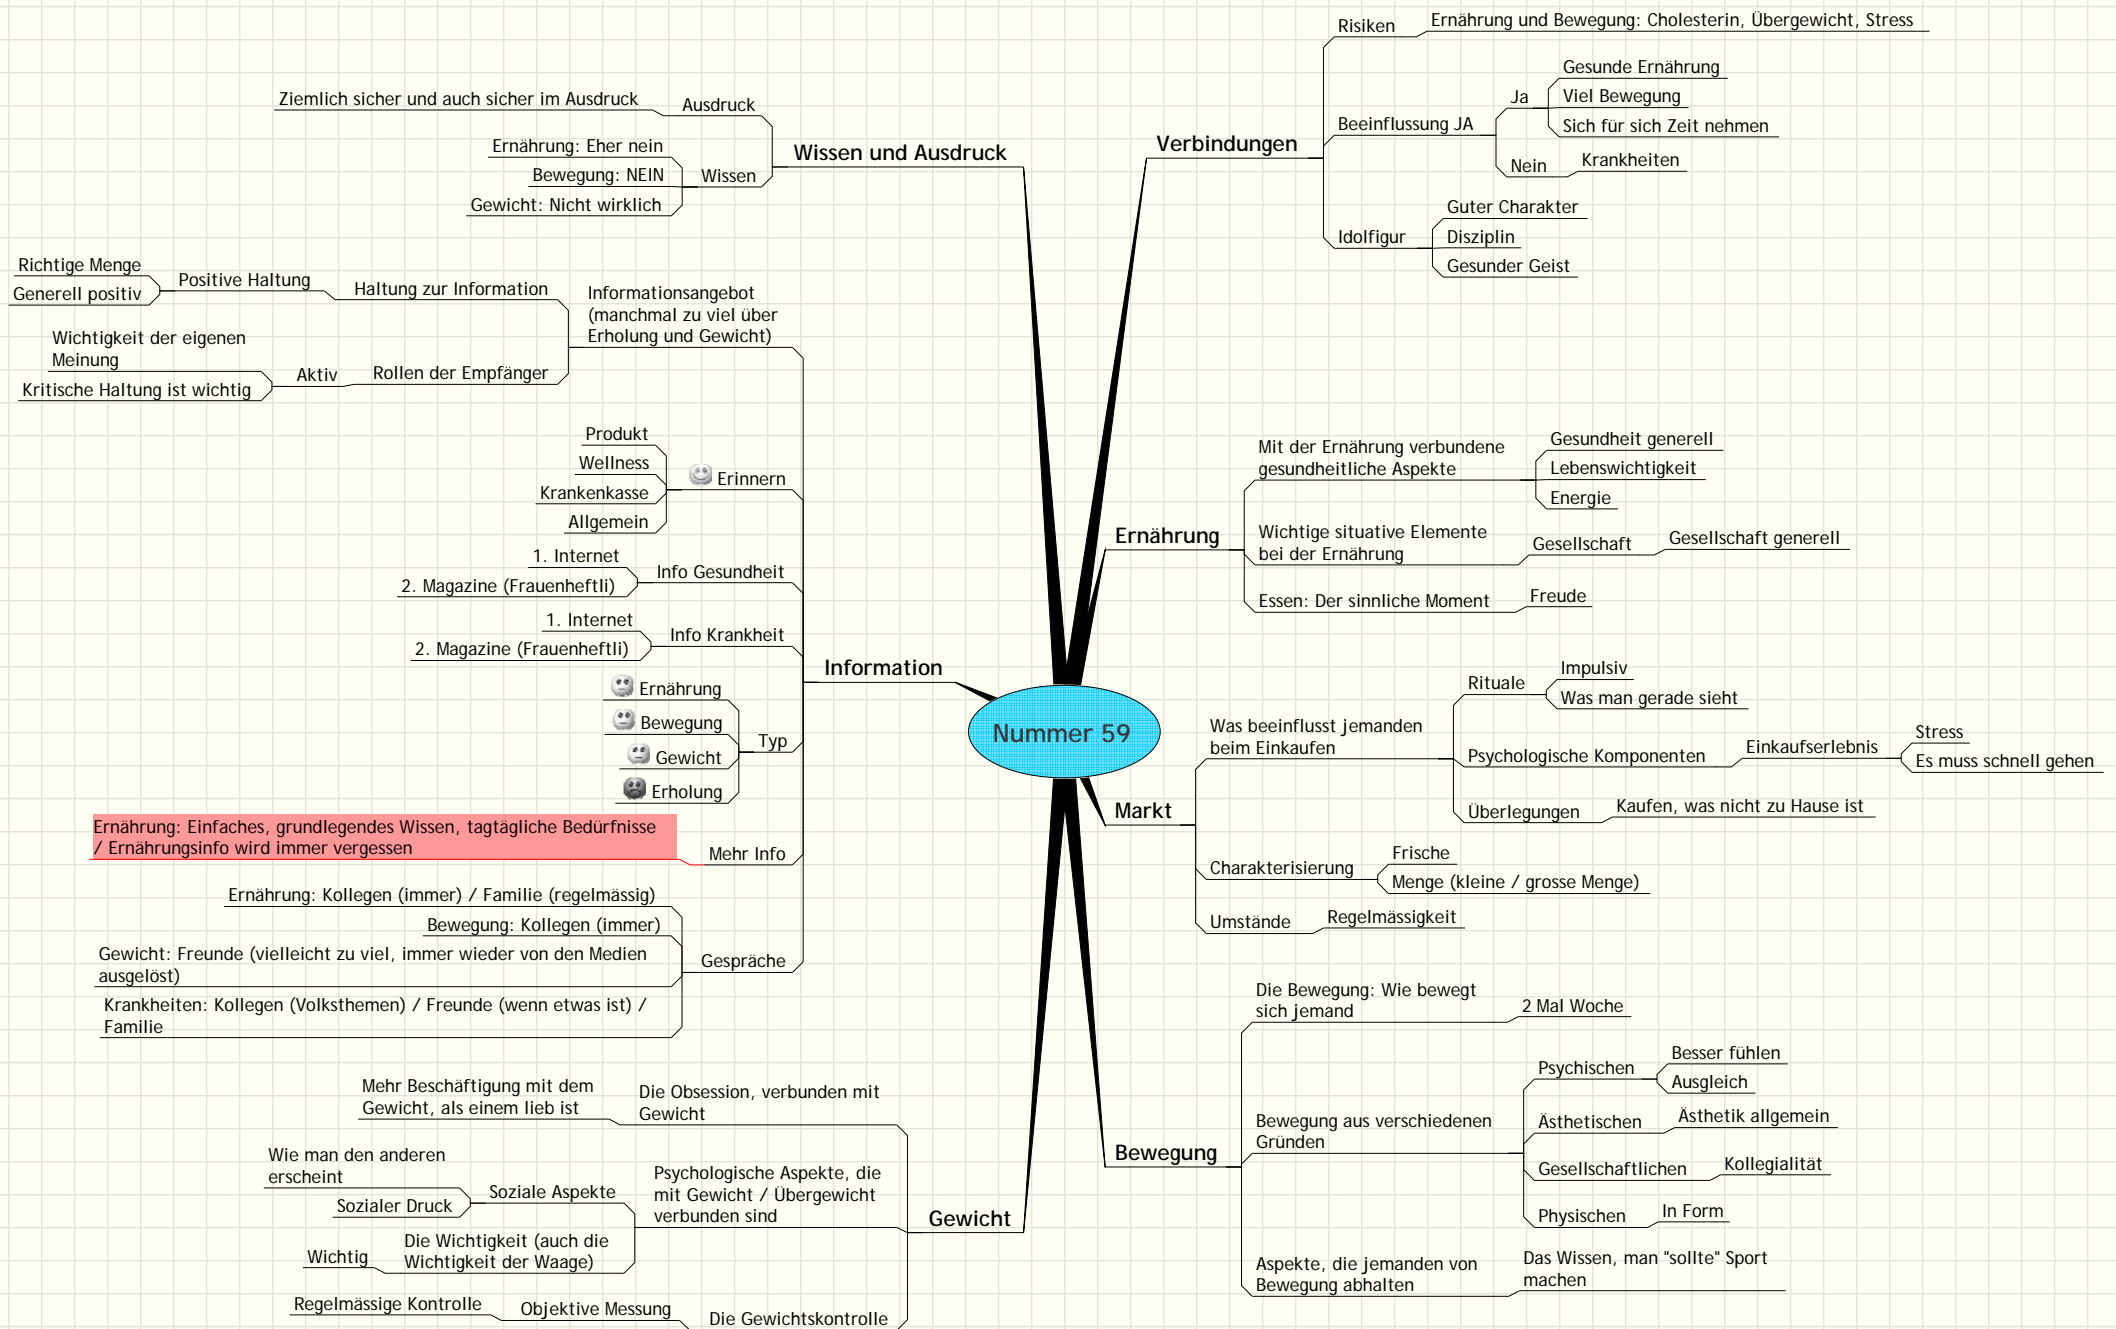 Nummer 59
Wissen und Ausdruck
Ausdruck
Ziemlich sicher und auch sicher im Ausdruck
Wissen
Ernährung: Eher nein
Bewegung: NEIN
Gewicht: Nicht wirklich
Information
Informationsangebot
(manchmal zu viel über
Erholung und Gewicht)
Haltung zur Information
Positive Haltung
Richtige Menge
Generell positiv
Rollen der Empfänger
Aktiv
Wichtigkeit der eigenen
Meinung
Kritische Haltung ist wichtig
Erinnern
Produkt
Wellness
Krankenkasse
Allgemein
Info Gesundheit
1. Internet
2. Magazine (Frauenheftli)
Info Krankheit
1. Internet
2. Magazine (Frauenheftli)
Typ
Ernährung
Bewegung
Gewicht
Erholung
Mehr Info
Ernährung: Einfaches, grundlegendes Wissen, tagtägliche Bedürfnisse
/ Ernährungsinfo wird immer vergessen
Gespräche
Ernährung: Kollegen (immer) / Familie (regelmässig)
Bewegung: Kollegen (immer)
Gewicht: Freunde (vielleicht zu viel, immer wieder von den Medien
ausgelöst)
Krankheiten: Kollegen (Volksthemen) / Freunde (wenn etwas ist) /
Familie
Gewicht
Die Obsession, verbunden mit
Gewicht
Mehr Beschäftigung mit dem
Gewicht, als einem lieb ist
Psychologische Aspekte, die
mit Gewicht / Übergewicht
verbunden sind
Soziale Aspekte
Wie man den anderen
erscheint
Sozialer Druck
Die Wichtigkeit (auch die
Wichtigkeit der Waage)
Wichtig
Die Gewichtskontrolle
Objektive Messung
Regelmässige Kontrolle
Verbindungen
Risiken
Ernährung und Bewegung: Cholesterin, Übergewicht, Stress
Beeinflussung JA
Ja
Gesunde Ernährung
Viel Bewegung
Sich für sich Zeit nehmen
Nein
Krankheiten
Idolfigur
Guter Charakter
Disziplin
Gesunder Geist
Ernährung
Mit der Ernährung verbundene
gesundheitliche Aspekte
Gesundheit generell
Lebenswichtigkeit
Energie
Wichtige situative Elemente
bei der Ernährung
Gesellschaft
Gesellschaft generell
Essen: Der sinnliche Moment
Freude
Markt
Was beeinflusst jemanden
beim Einkaufen
Rituale
Impulsiv
Was man gerade sieht
Psychologische Komponenten
Einkaufserlebnis
Stress
Es muss schnell gehen
Überlegungen
Kaufen, was nicht zu Hause ist
Charakterisierung
Frische
Menge (kleine / grosse Menge)
Umstände
Regelmässigkeit
Bewegung
Die Bewegung: Wie bewegt
sich jemand
2 Mal Woche
Bewegung aus verschiedenen
Gründen
Psychischen
Besser fühlen
Ausgleich
Ästhetischen
Ästhetik allgemein
Gesellschaftlichen
Kollegialität
Physischen
In Form
Aspekte, die jemanden von
Bewegung abhalten
Das Wissen, man "sollte" Sport
machen